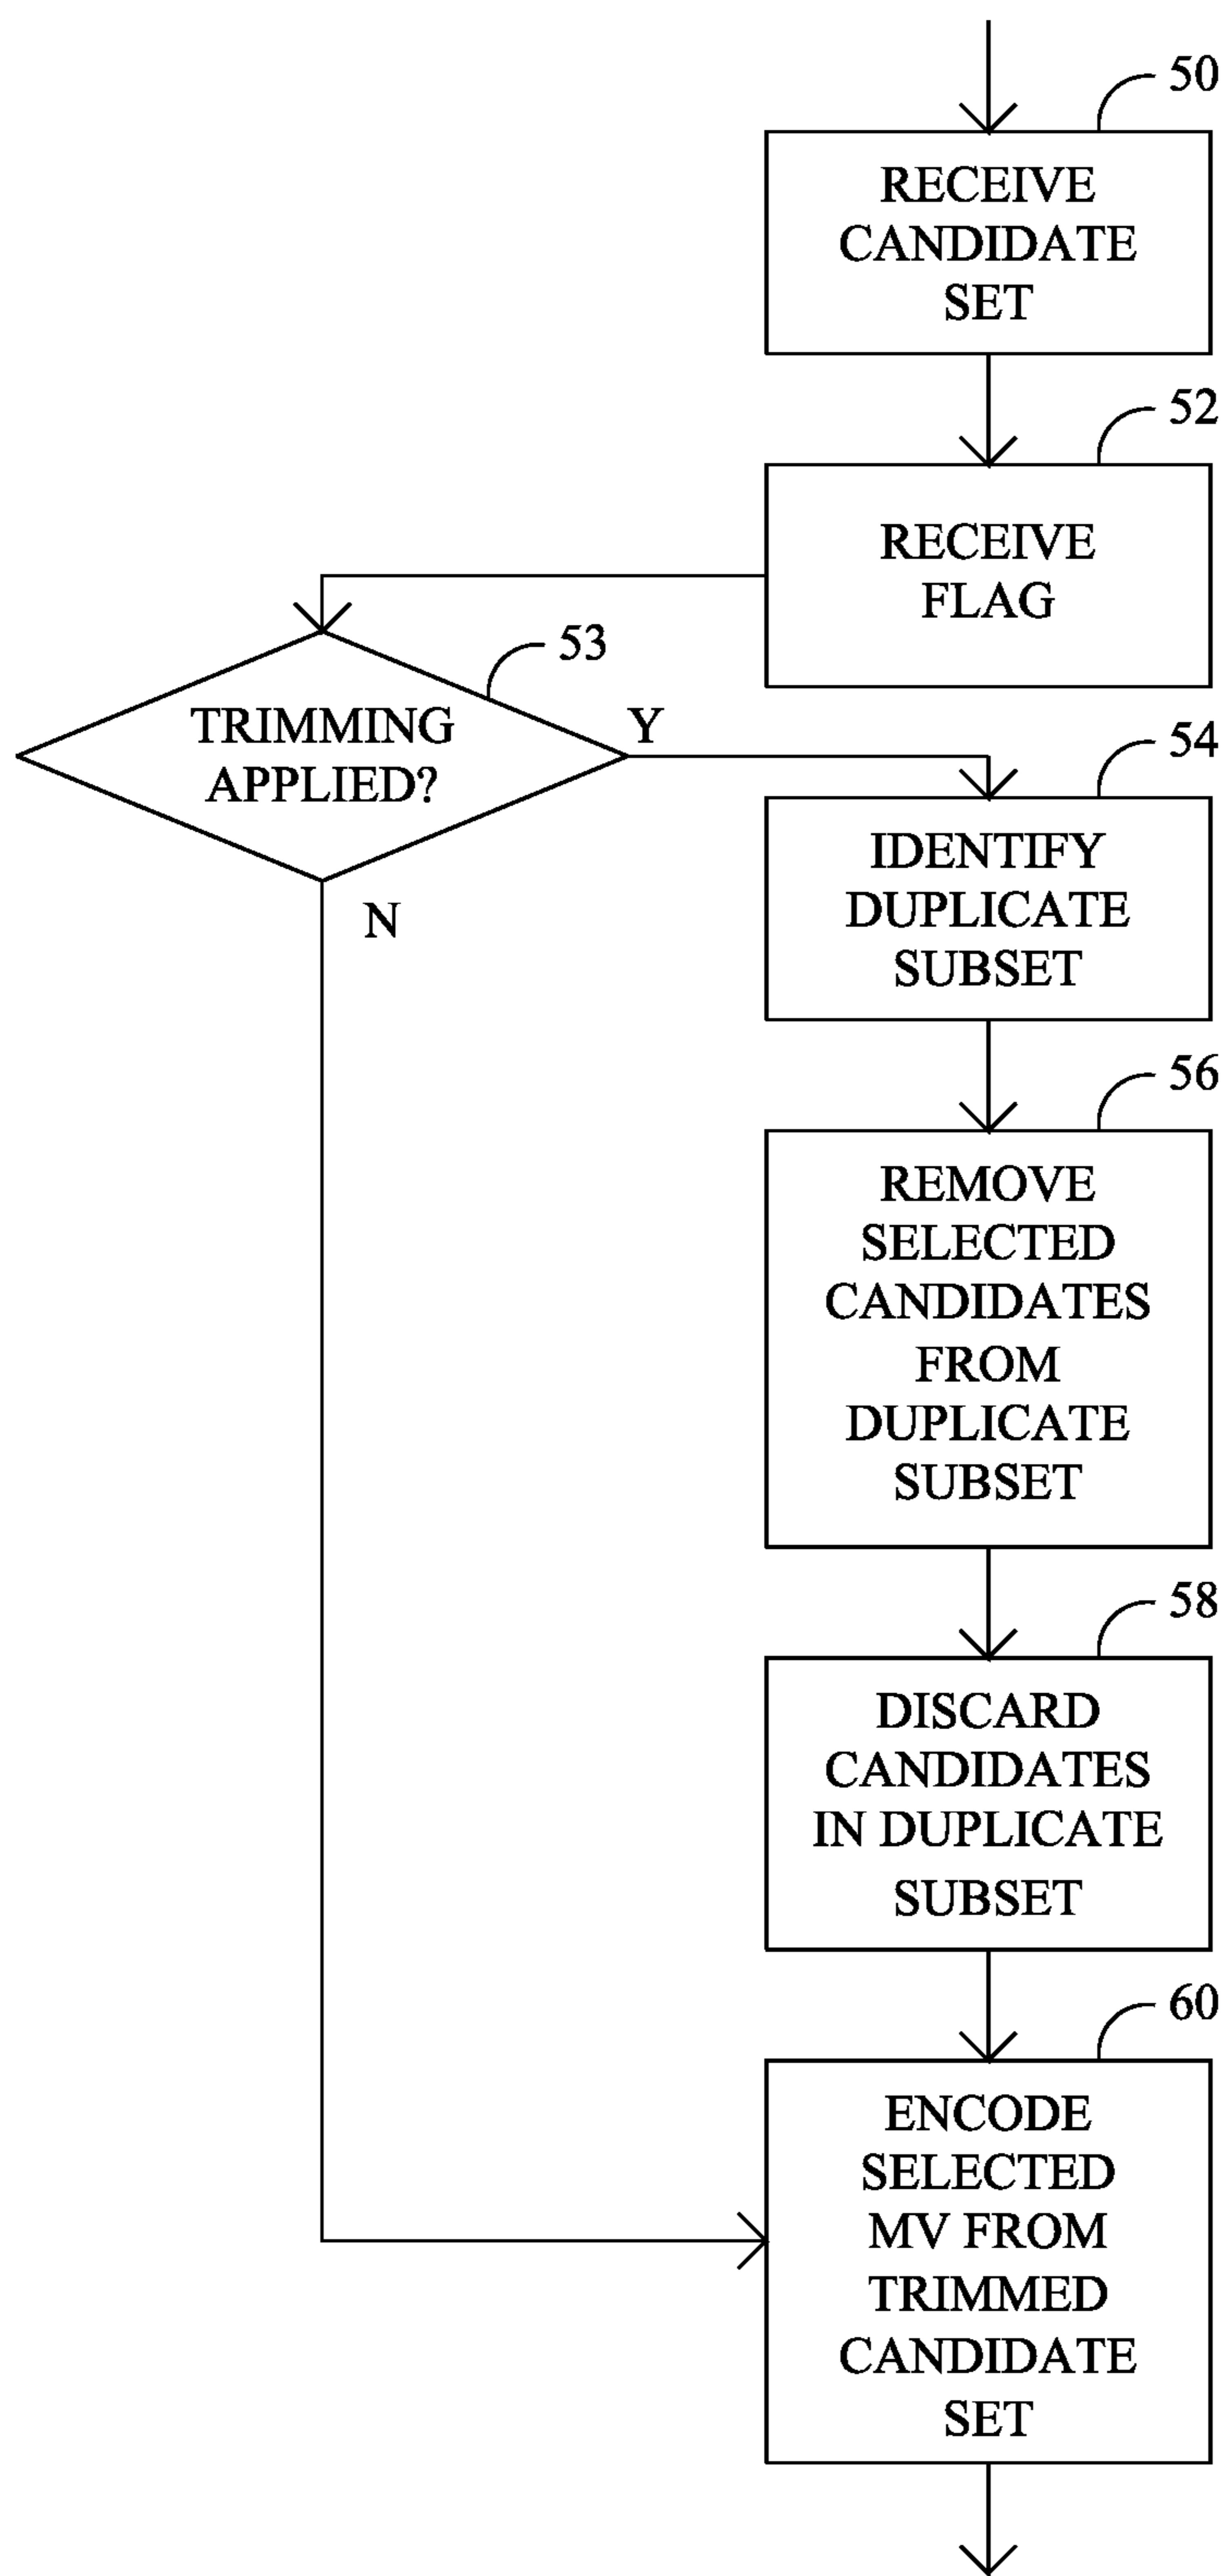 50
RECEIVE
CANDIDATE
SET
52
RECEIVE
FLAG
53
TRIMMING
APPLIED?
Y
N
54
IDENTIFY
DUPLICATE
SUBSET
56
REMOVE
SELECTED
CANDIDATES
FROM
DUPLICATE
SUBSET
58
DISCARD
CANDIDATES
IN DUPLICATE
SUBSET
60
ENCODE
SELECTED
MV FROM
TRIMMED
CANDIDATE
SET